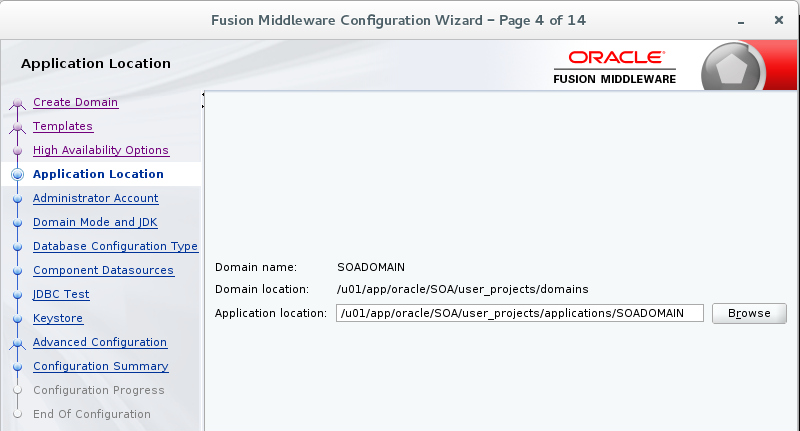 Fusion Middleware Configuration Wizard – Page 4 of 14
Application Location
ORACLE
FUSION MIDDLEWARE
Create Domain
Templates
High Availability Options
Application Location
Administrator Account
Domain Mode and JDK
Database Configuration Type
Component Datasources
JDBC Test
Keystore
Advanced Configuration
Configuration Summary
Configuration Progress
End Of Configuration
Domain name: SOADOMAIN
Domain location: /u01/app/oracle/SOA/user_projects/domains
Application location: /u01/app/oracle/SOA/user_projects/applications/SOADOMAIN Browse